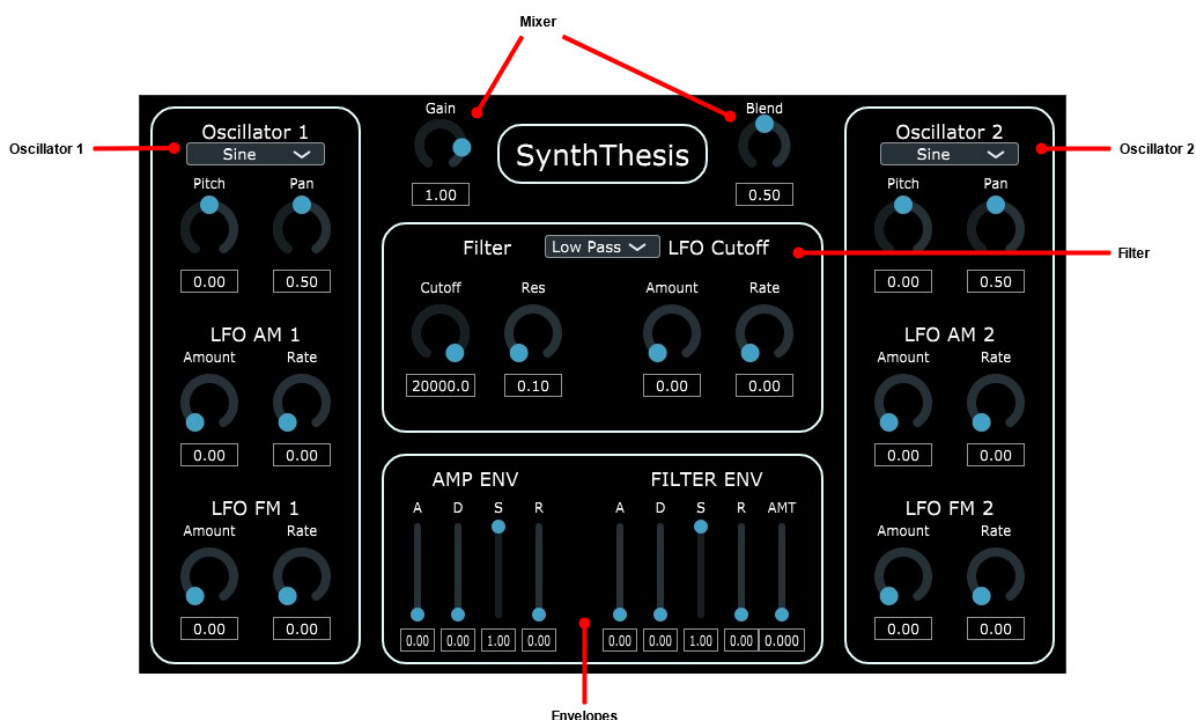 Mixer
Oscillator 1
Oscillator 2
Filter
Envelopes
Oscillator 1
Sine
Pitch Pan
0.00 0.50
LFO AM 1
Amount Rate
0.00 0.00
LFO FM 1
Amount Rate
0.00 0.00
Gain
1.00
SynthThesis
Blend
0.50
Filter Low Pass LFO Cutoff
Cutoff Res Amount Rate
20000.0 0.10 0.00 0.00
AMP ENV FILTER ENV
A D S R A D S R AMT
0.00 0.00 1.00 0.00 0.00 0.00 1.00 0.00 0.000
Oscillator 2
Sine
Pitch Pan
0.00 0.50
LFO AM 2
Amount Rate
0.00 0.00
LFO FM 2
Amount Rate
0.00 0.00